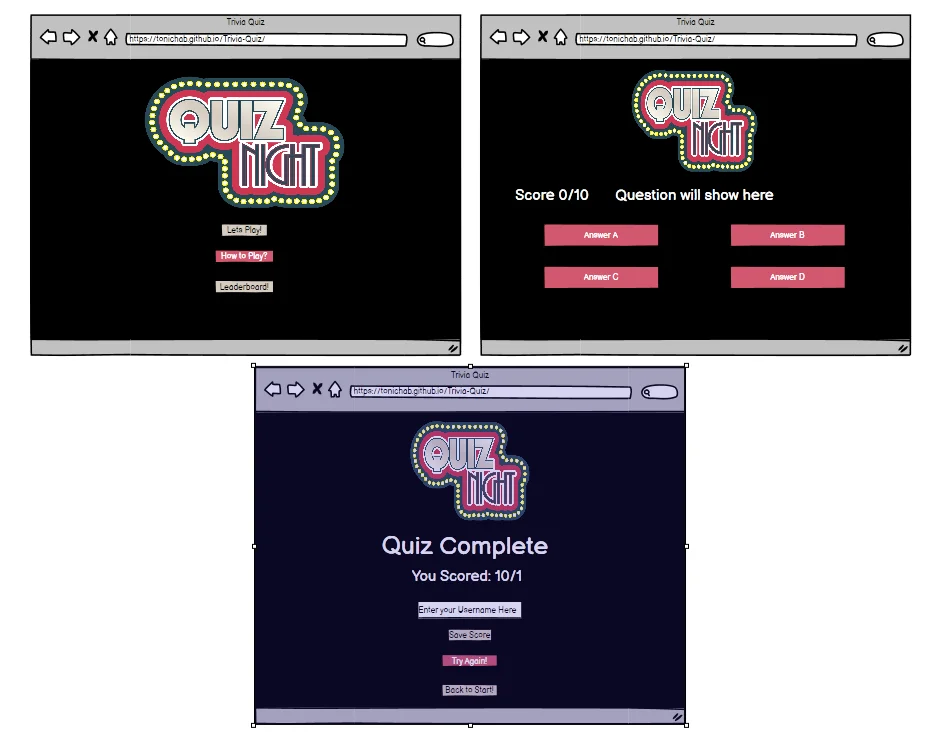 Trivia Quiz
https://tonichab.github.io/Trivia-Quiz/
QUIZ
NIGHT
Lets Play!
How to Play?
Leaderboard!
Trivia Quiz
https://tonichab.github.io/Trivia-Quiz/
QUIZ
NIGHT
Score 0/10 Question will show here
Answer A Answer B
Answer C Answer D
Trivia Quiz
https://tonichab.github.io/Trivia-Quiz/
QUIZ
NIGHT
Quiz Complete
You Scored: 10/1
Enter your Username Here
Save Score
Try Again!
Back to Start!